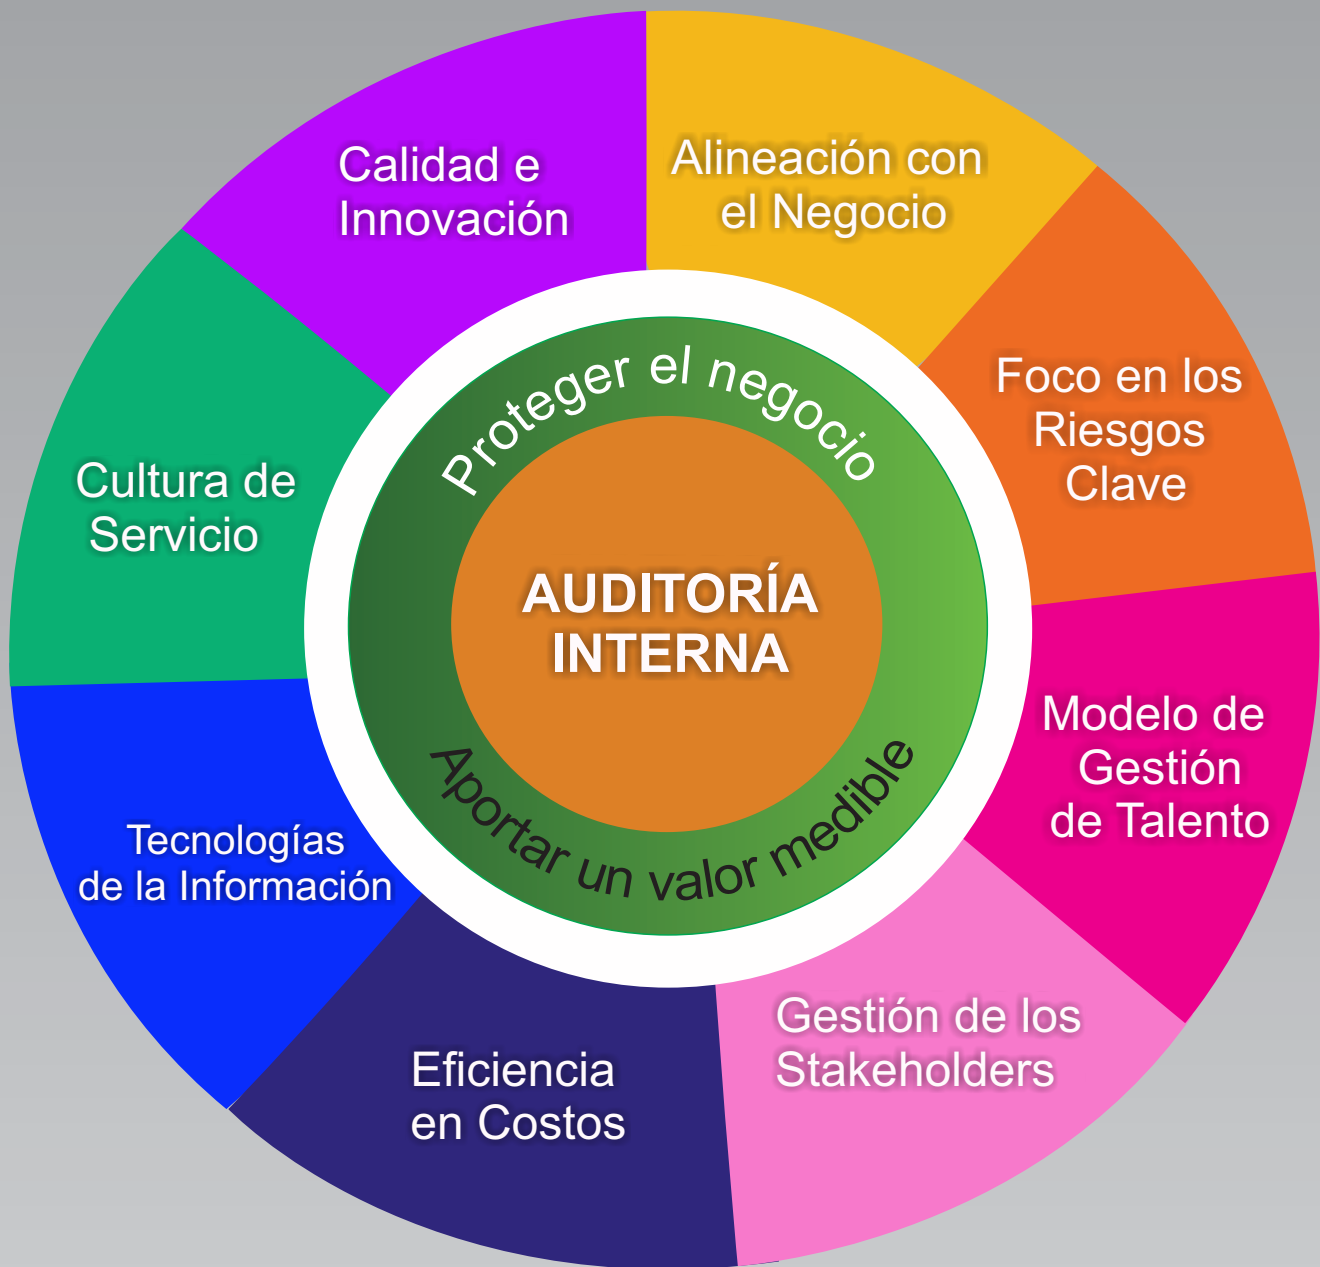 Calidad e
Innovación
Alineación con
el Negocio
Foco en los
Riesgos
Clave
Modelo de
Gestión
de Talento
Gestión de los
Stakeholders
Eficiencia
en Costos
Tecnologías
de la Información
Cultura de
Servicio
Proteger el negocio
AUDITORÍA
INTERNA
Aportar un valor medible